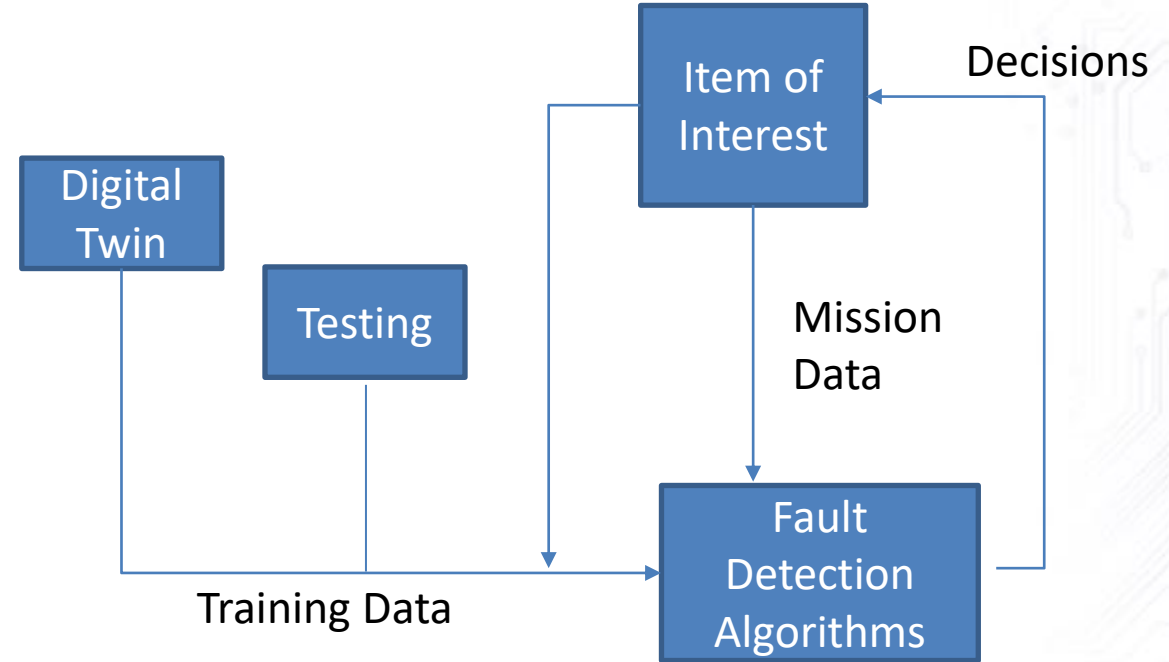 Item of
Interest
Decisions
Digital
Twin
Testing
Mission
Data
Fault
Detection
Algorithms
Training Data